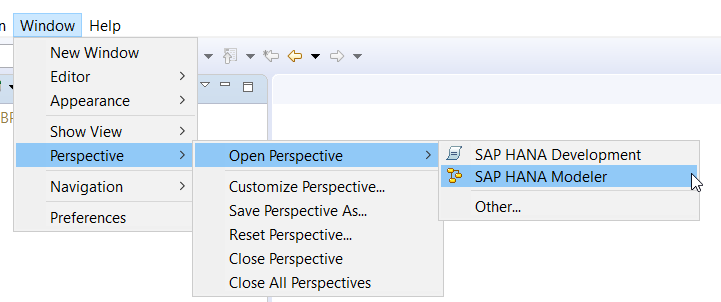 n Window Help
New Window
Editor
Appearance
Show View
Perspective
Navigation
Preferences
Open Perspective
Customize Perspective...
Save Perspective As...
Reset Perspective...
Close Perspective
Close All Perspectives
SAP HANA Development
SAP HANA Modeler
Other...